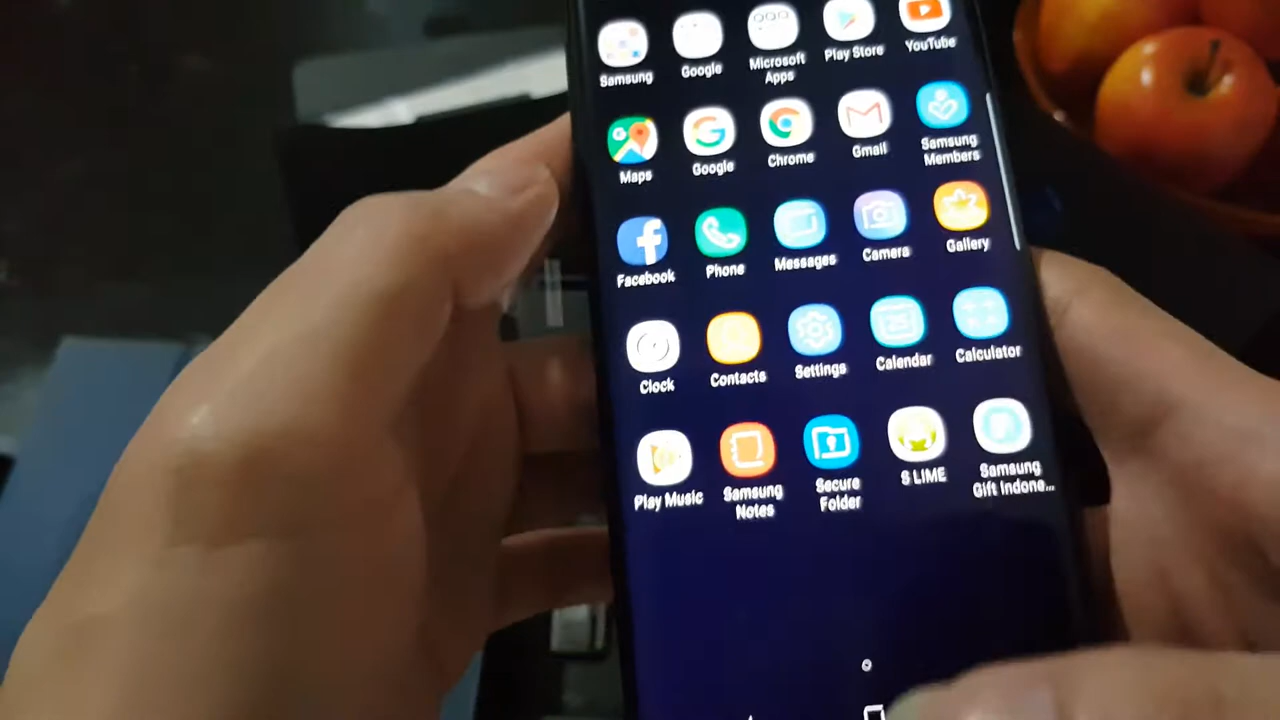 Samsung
Google
Microsoft
Apps
Play Store
YouTube
Maps
Google
Chrome
Gmail
Samsung
Members
Facebook
Phone
Messages
Camera
Gallery
Clock
Contacts
Settings
Calendar
Calculator
Play Music
Samsung
Notes
Secure
Folder
S LIME
Samsung
Gift Indone...